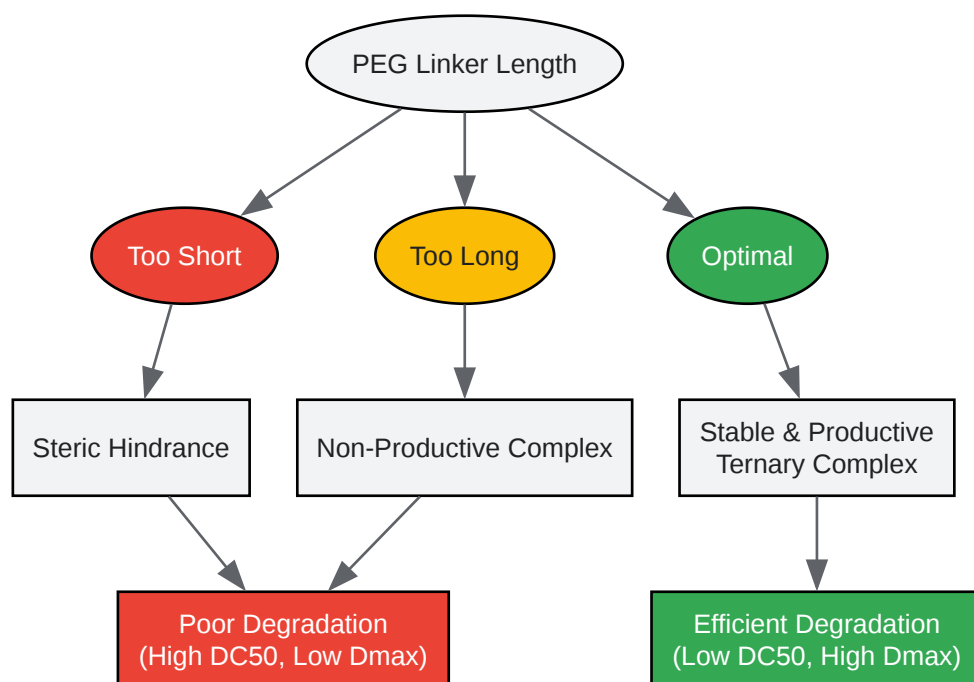 PEG Linker Length
Too Short
Too Long
Optimal
Steric Hindrance
Non-Productive Complex
Stable & Productive
Ternary Complex
Poor Degradation
(High DC50, Low Dmax)
Efficient Degradation
(Low DC50, High Dmax)